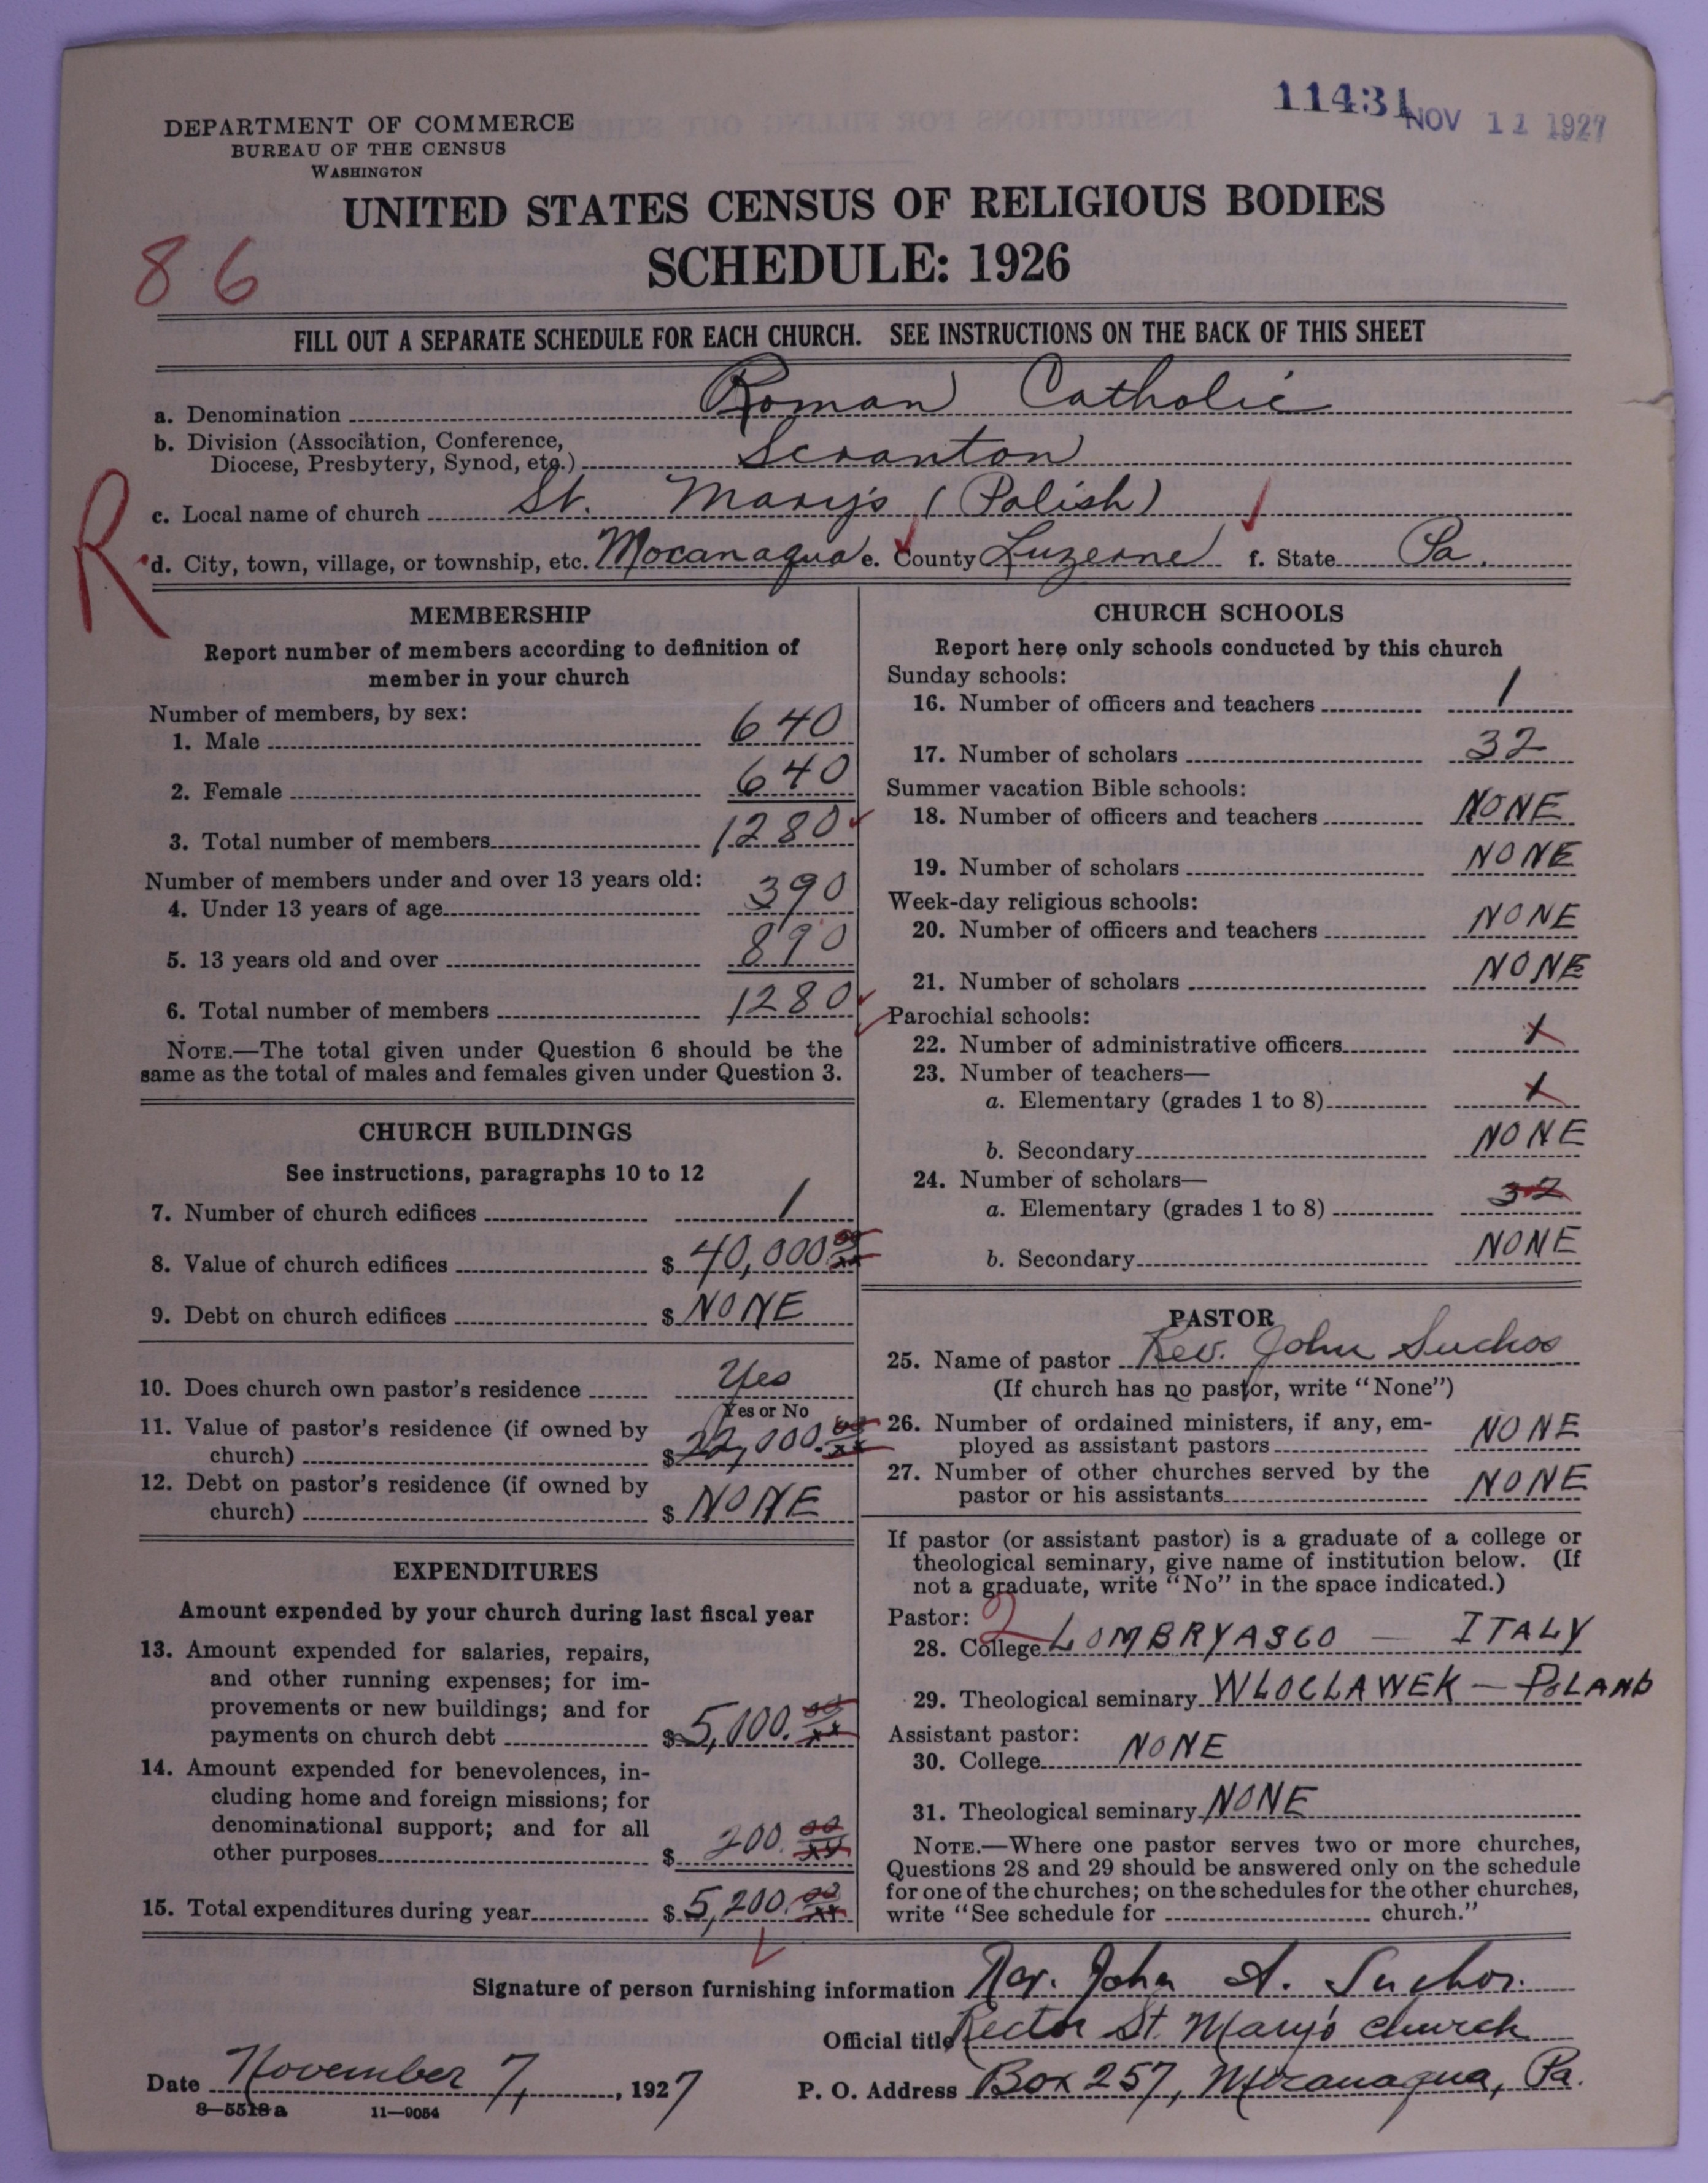 11431 NOV 12 1927
DEPARTMENT OF COMMERCE
BUREAU OF THE CENSUS
WASHINGTON
UNITED STATES CENSUS OF RELIGIOUS BODIES
SCHEDULE: 1926
86
FILL OUT A SEPARATE SCHEDULE FOR EACH CHURCH. SEE INSTRUCTIONS ON THE BACK OF THIS SHEET
a. Denomination Roman Catholic
b. Division (Association, Conference,
Diocese, Presbytery, Synod, etc.) Scranton
c. Local name of church St. Mary's (Polish)
R
d. City, town, village, or township, etc. Mocanaqua e. County Luzerne f. State Pa.
MEMBERSHIP
Report number of members according to definition of
member in your church
Number of members, by sex:
1. Male 640
2. Female 640
3. Total number of members 1280
Number of members under and over 13 years old:
4. Under 13 years of age 390
5. 13 years old and over 890
6. Total number of members 1280
NOTE.—The total given under Question 6 should be the
same as the total of males and females given under Question 3.
CHURCH BUILDINGS
See instructions, paragraphs 10 to 12
7. Number of church edifices 1
8. Value of church edifices $ 40,000 00/xx
9. Debt on church edifices $ NONE
10. Does church own pastor's residence Yes
Yes or No
11. Value of pastor's residence (if owned by
church) $ 22,000. 00/xx
12. Debt on pastor's residence (if owned by
church) $ NONE
EXPENDITURES
Amount expended by your church during last fiscal year
13. Amount expended for salaries, repairs,
and other running expenses; for im-
provements or new buildings; and for
payments on church debt $ 5,000. 00/xx
14. Amount expended for benevolences, in-
cluding home and foreign missions; for
denominational support; and for all
other purposes $ 200. 00/xx
15. Total expenditures during year $ 5,200. 00/xx
CHURCH SCHOOLS
Report here only schools conducted by this church
Sunday schools:
16. Number of officers and teachers 1
17. Number of scholars 32
Summer vacation Bible schools:
18. Number of officers and teachers NONE
19. Number of scholars NONE
Week-day religious schools:
20. Number of officers and teachers NONE
21. Number of scholars NONE
Parochial schools:
22. Number of administrative officers 1
23. Number of teachers—
a. Elementary (grades 1 to 8) 1
b. Secondary NONE
24. Number of scholars—
a. Elementary (grades 1 to 8) 32
b. Secondary NONE
PASTOR
25. Name of pastor Rev. John Suchos
(If church has no pastor, write "None")
26. Number of ordained ministers, if any, em-
ployed as assistant pastors NONE
27. Number of other churches served by the
pastor or his assistants NONE
If pastor (or assistant pastor) is a graduate of a college or
theological seminary, give name of institution below. (If
not a graduate, write "No" in the space indicated.)
Pastor: 2
28. College LOMBRYASCO — ITALY
29. Theological seminary WLOCLAWEK — POLAND
Assistant pastor:
30. College NONE
31. Theological seminary NONE
NOTE.—Where one pastor serves two or more churches,
Questions 28 and 29 should be answered only on the schedule
for one of the churches; on the schedules for the other churches,
write "See schedule for church."
Signature of person furnishing information Rev. John A. Suchos.
Official title Rector St. Mary's church
Date November 7, 1927 P. O. Address Box 257, Mocanaqua, Pa.
8—5518 a 11—9054